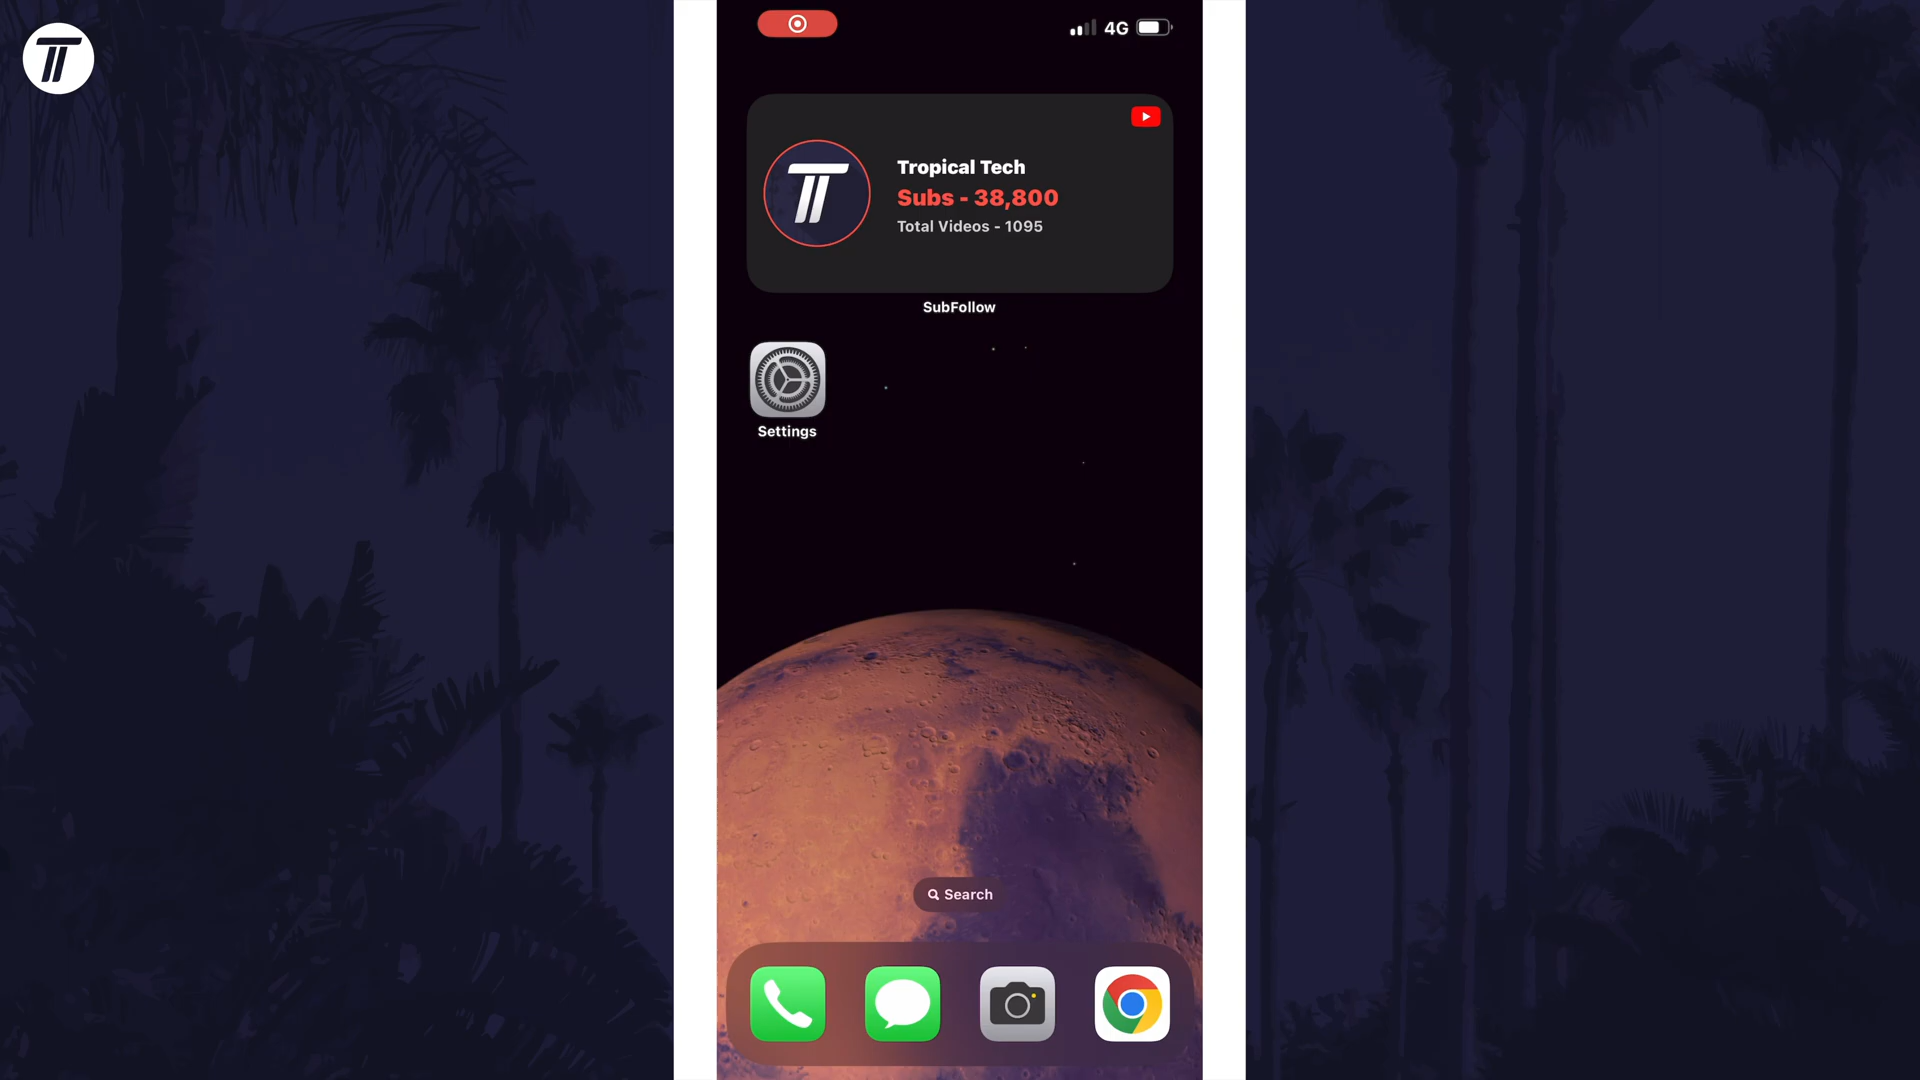 4G
Tropical Tech
Subs - 38,800
Total Videos - 1095
SubFollow
Settings
Search